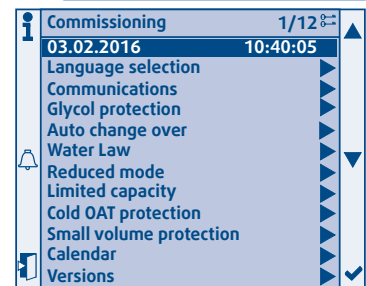 Commissioning 1/12
03.02.2016 10:40:05
Language selection
Communications
Glycol protection
Auto change over
Water Law
Reduced mode
Limited capacity
Cold OAT protection
Small volume protection
Calendar
Versions